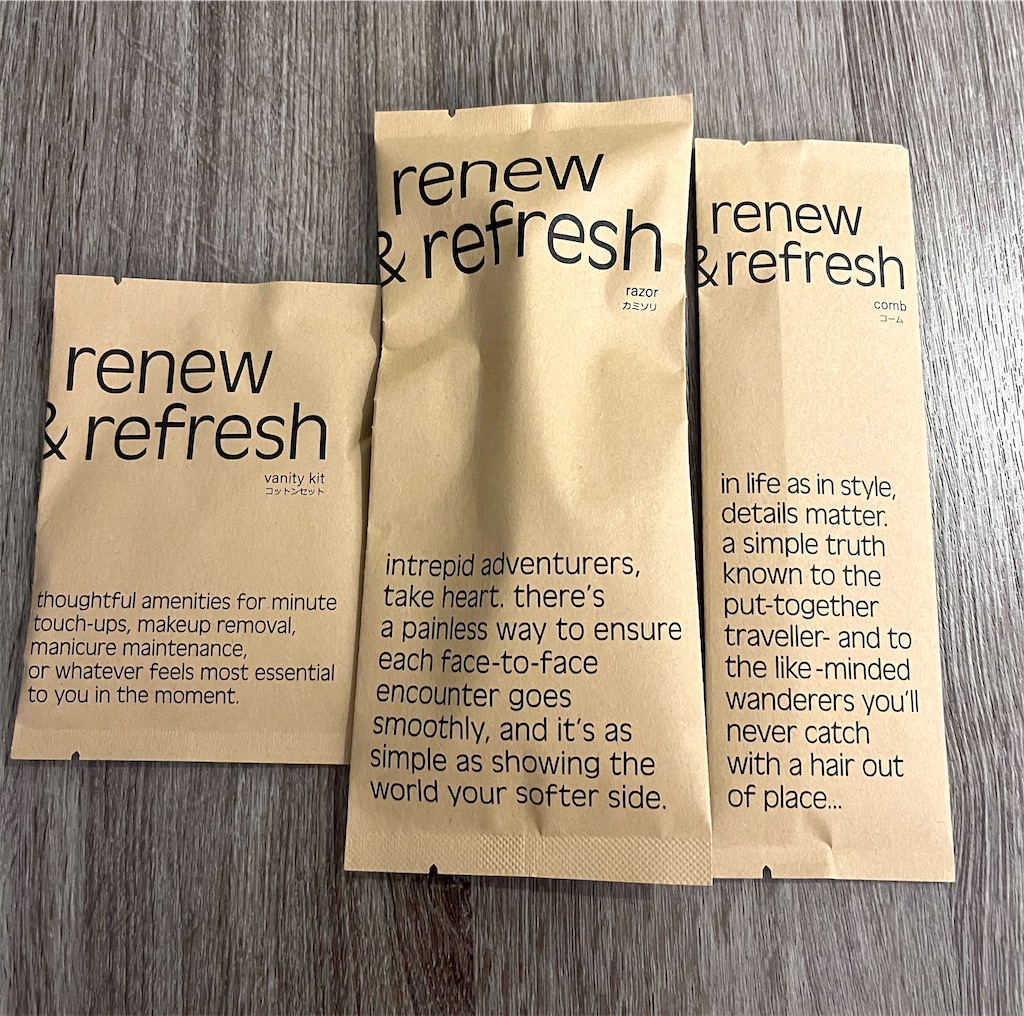 renew
& refresh
vanity kit
コットンセット
thoughtful amenities for minute
touch-ups, makeup removal,
manicure maintenance,
or whatever feels most essential
to you in the moment.
renew
& refresh
razor
カミソリ
intrepid adventurers,
take heart. there's
a painless way to ensure
each face-to-face
encounter goes
smoothly, and it's as
simple as showing the
world your softer side.
renew
& refresh
comb
コーム
in life as in style,
details matter.
a simple truth
known to the
put-together
traveller- and to
the like-minded
wanderers you'll
never catch
with a hair out
of place...